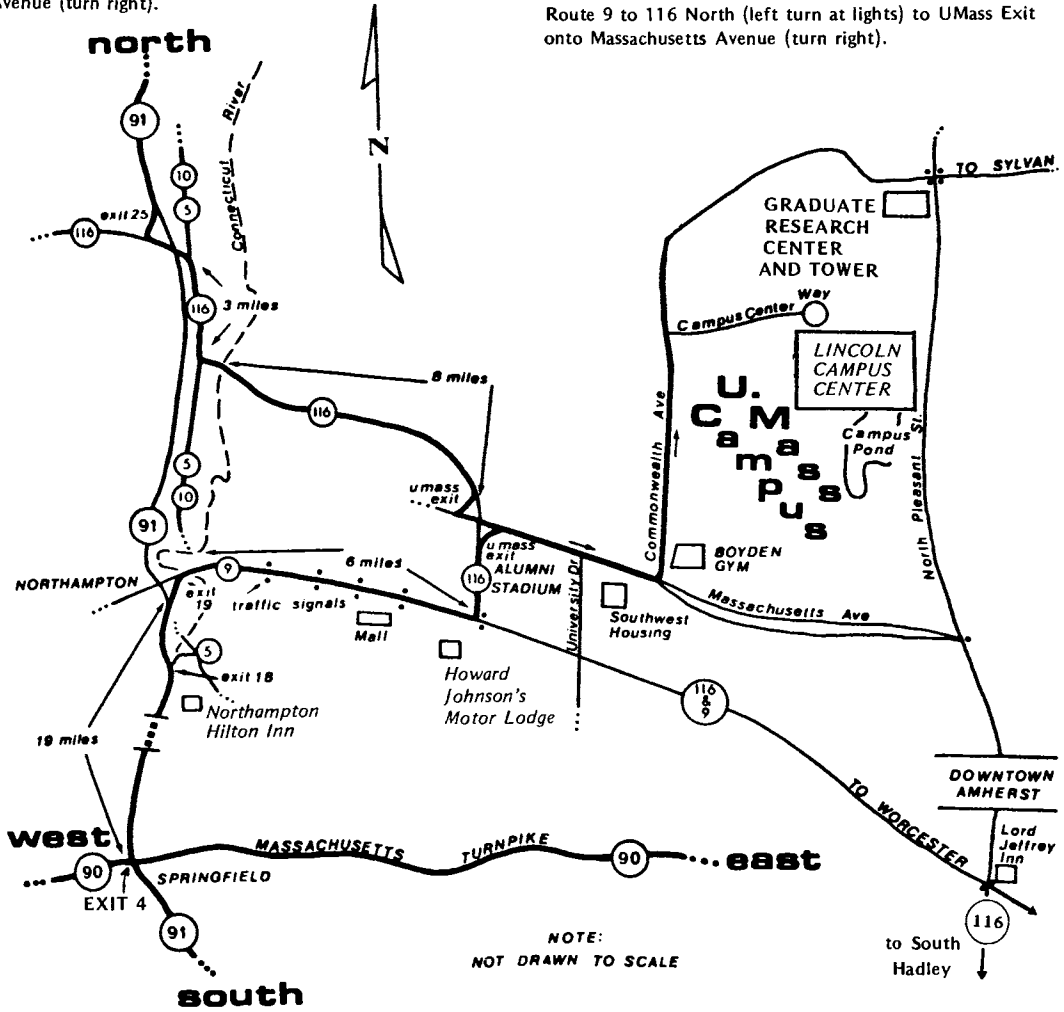 Avenue (turn right).
Route 9 to 116 North (left turn at lights) to UMass Exit
onto Massachusetts Avenue (turn right).
north
91
10
5
Connecticut River
N
116
exit 25
116
3 miles
8 miles
116
5
10
91
umass
exit
umass
exit
116
ALUMNI
STADIUM
6 miles
9
NORTHAMPTON
exit
19
traffic signals
Mall
5
exit 18
Northampton
Hilton Inn
Howard
Johnson's
Motor Lodge
19 miles
University Dr
Southwest
Housing
Massachusetts Ave
BOYDEN
GYM
Commonwealth Ave
TO SYLVAN
GRADUATE
RESEARCH
CENTER
AND TOWER
Campus Center Way
LINCOLN
CAMPUS
CENTER
U. Mass
Campus
Campus
Pond
North Pleasant St.
116
&
9
TO WORCESTER
DOWNTOWN
AMHERST
Lord
Jeffrey
Inn
116
to South
Hadley
west
90
MASSACHUSETTS TURNPIKE
90
east
SPRINGFIELD
EXIT 4
91
south
NOTE:
NOT DRAWN TO SCALE